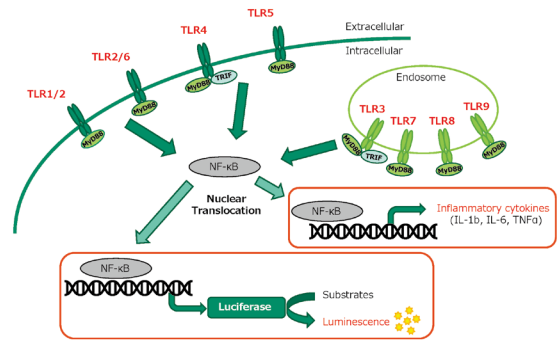 TLR5
TLR4
Extracellular
Intracellular
TLR2/6
TRIF
MyD88
MyD88
Endosome
TLR1/2
MyD88
TLR3
TLR9
TLR7
TLR8
MyD88
MyD88
TRIF
MyD88
MyD88
MyD88
NF-κB
Nuclear
Translocation
NF-κB
Inflammatory cytokines
(IL-1b, IL-6, TNFα)
NF-κB
Luciferase
Substrates
Luminescence